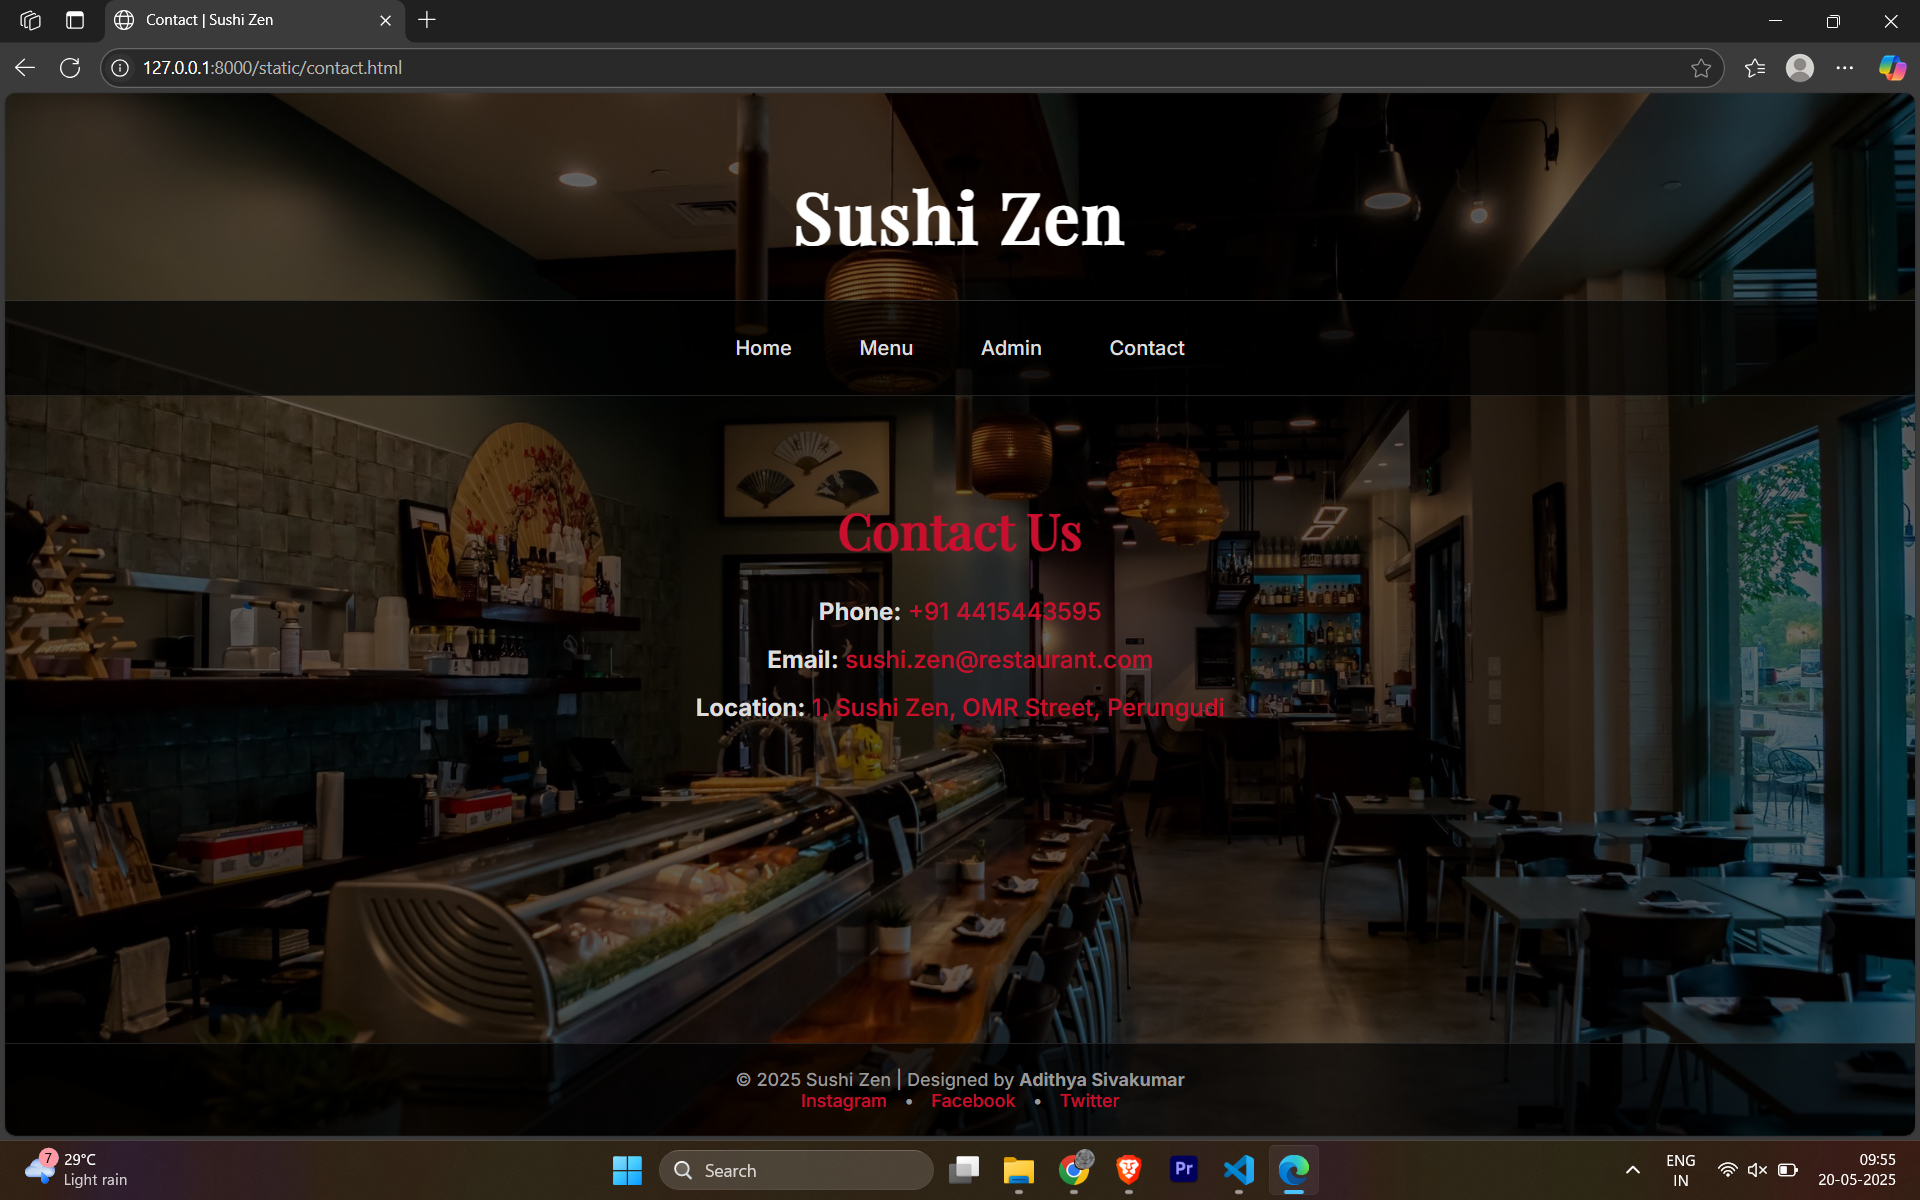 Contact | Sushi Zen
127.0.0.1:8000/static/contact.html
Sushi Zen
Home Menu Admin Contact
Contact Us
Phone: +91 4415443595
Email: sushi.zen@restaurant.com
Location: 1, Sushi Zen, OMR Street, Perungudi
© 2025 Sushi Zen | Designed by Adithya Sivakumar
Instagram • Facebook • Twitter
7
29°C
Light rain
Search
Pr
ENG
IN
09:55
20-05-2025